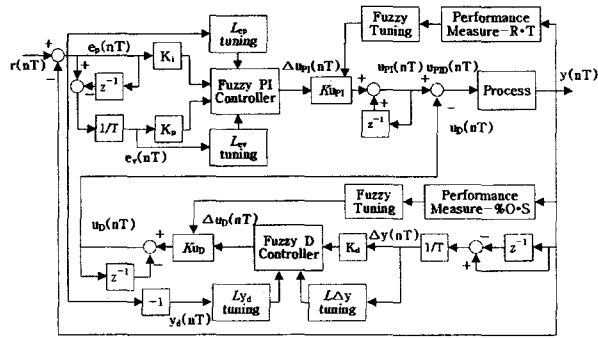 L_ep tuning
Fuzzy Tuning
Performance Measure-R·T
+
r(nT)
−
e_p(nT)
K_i
+
−
z⁻¹
Fuzzy PI Controller
Δu_PI(nT)
Ku_PI
+
+
u_PI(nT)
u_PID(nT)
+
−
Process
y(nT)
z⁻¹
u_D(nT)
1/T
K_p
e_v(nT)
L_ev tuning
Fuzzy Tuning
Performance Measure-%O·S
u_D(nT)
+
−
Δu_D(nT)
Ku_D
Fuzzy D Controller
K_d
Δy(nT)
1/T
−
+
z⁻¹
z⁻¹
-1
y_d(nT)
Ly_d tuning
LΔy tuning